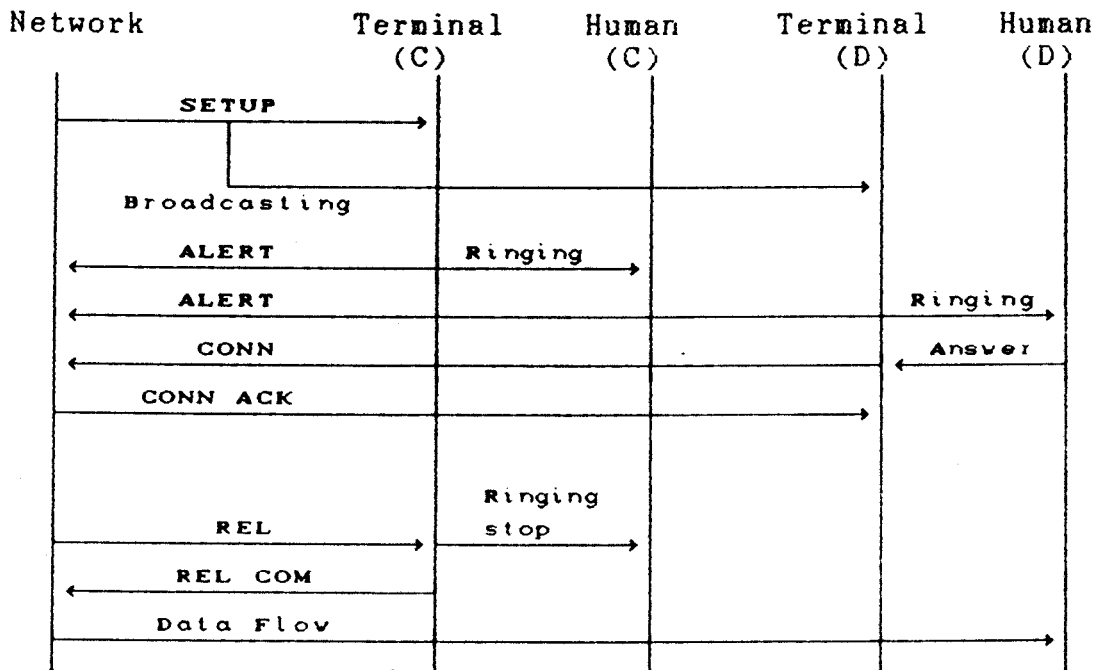 Network Terminal Human Terminal Human
(C) (C) (D) (D)
SETUP
Broadcasting
ALERT Ringing
ALERT Ringing
CONN Answer
CONN ACK
Ringing
stop
REL
REL COM
Data Flow